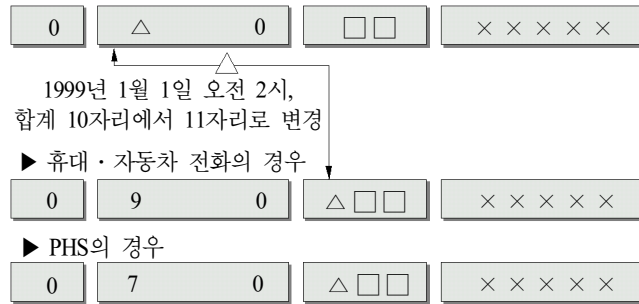 0 △ 0 □□ ×××××
△
1999년 1월 1일 오전 2시,
합계 10자리에서 11자리로 변경
▶ 휴대·자동차 전화의 경우
0 9 0 △□□ ×××××
▶ PHS의 경우
0 7 0 △□□ ×××××